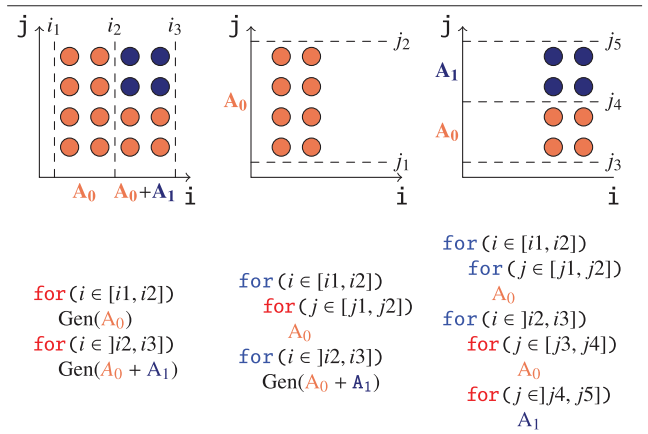 j i₁ i₂ i₃
A₀ A₀+A₁ i
j j₂
A₀
j₁
i
j j₅
A₁
j₄
A₀
j₃
i
for(i ∈ [i1, i2])
Gen(A₀)
for(i ∈ ]i2, i3])
Gen(A₀ + A₁)
for(i ∈ [i1, i2])
for(j ∈ [j1, j2])
A₀
for(i ∈ ]i2, i3])
Gen(A₀ + A₁)
for(i ∈ [i1, i2])
for(j ∈ [j1, j2])
A₀
for(i ∈ ]i2, i3])
for(j ∈ [j3, j4])
A₀
for(j ∈]j4, j5])
A₁